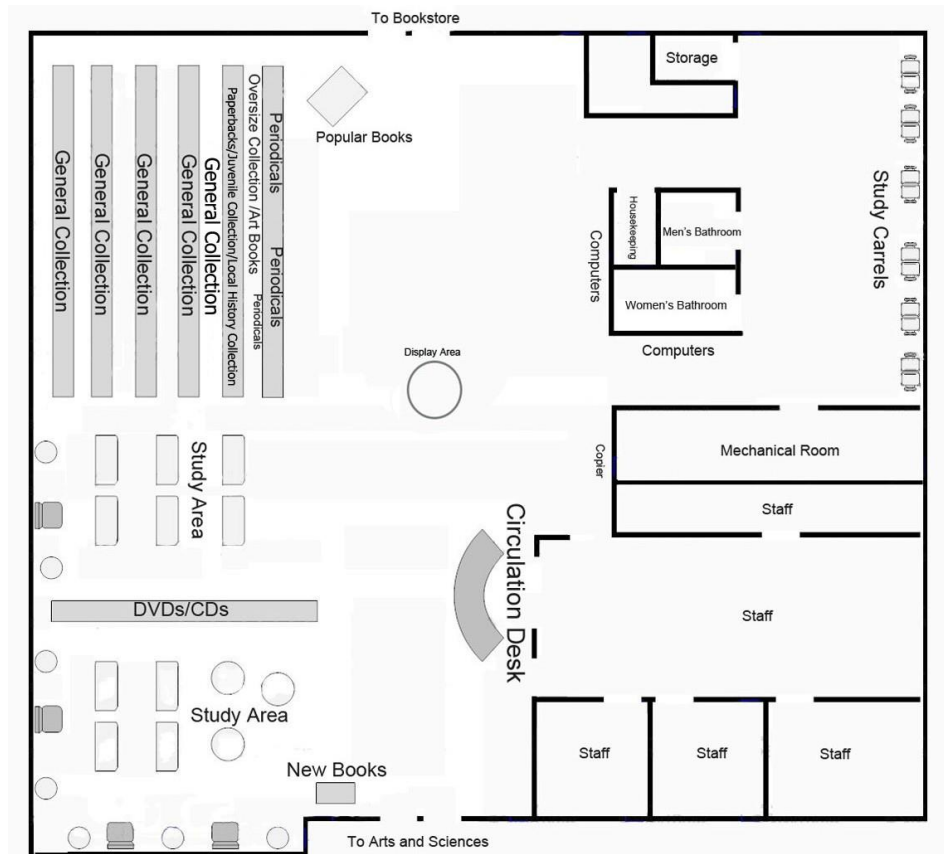 To Bookstore
Storage
Popular Books
General Collection
General Collection
General Collection
General Collection
General Collection
Paperbacks/Juvenile Collection/Local History Collection
Oversize Collection /Art Books
Periodicals
Periodicals
Periodicals
Study Carrels
Housekeeping
Men's Bathroom
Computers
Women's Bathroom
Computers
Display Area
Mechanical Room
Copier
Study Area
Staff
Circulation Desk
DVDs/CDs
Staff
Study Area
New Books
Staff
Staff
Staff
To Arts and Sciences